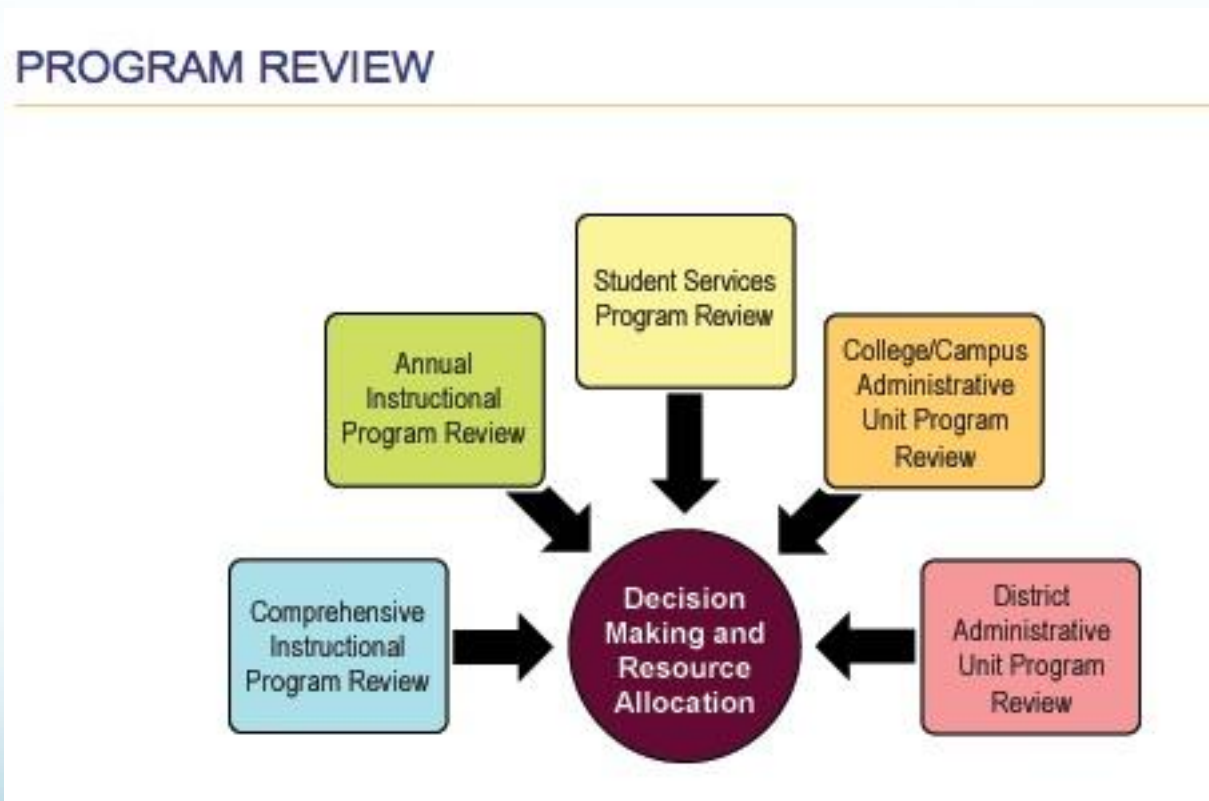 PROGRAM REVIEW
Student Services
Program Review
Annual
Instructional
Program Review
College/Campus
Administrative
Unit Program
Review
Comprehensive
Instructional
Program Review
Decision
Making and
Resource
Allocation
District
Administrative
Unit Program
Review